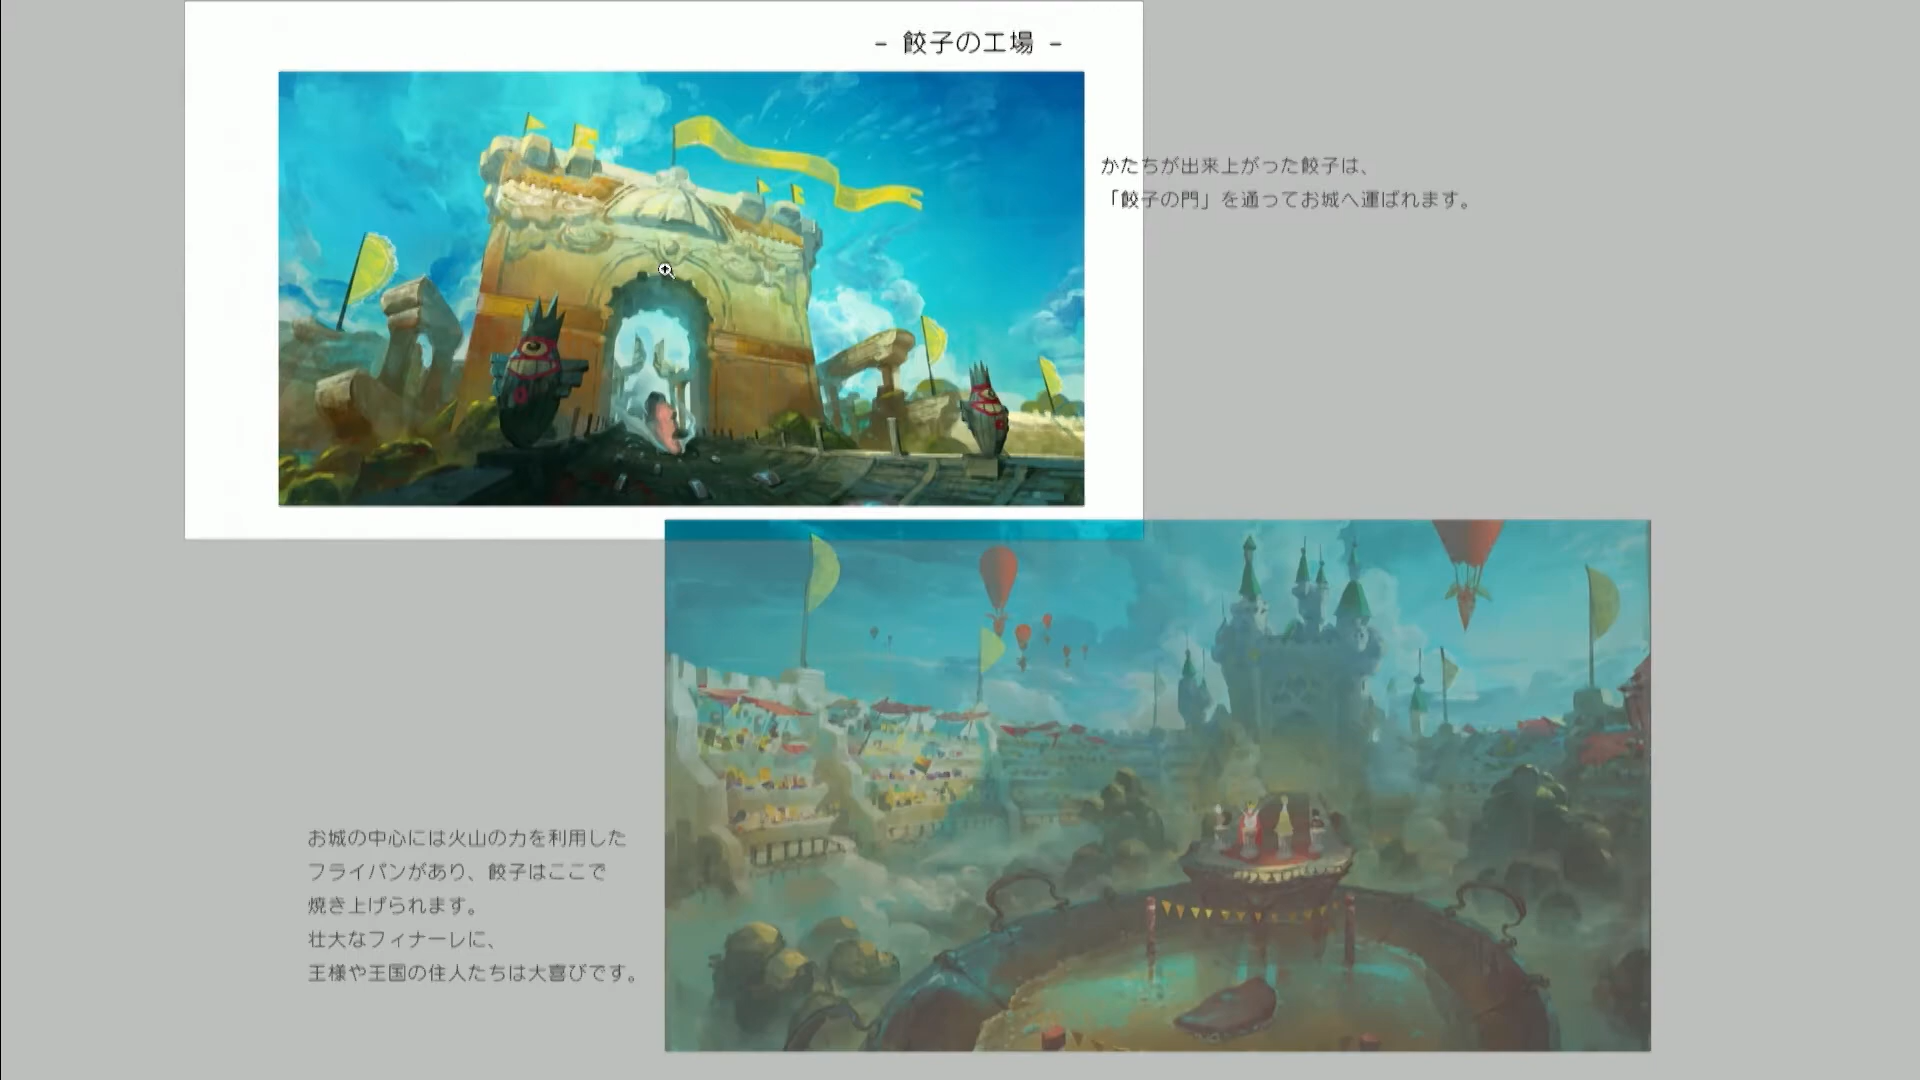 – 餃子の工場 –
かたちが出来上がった餃子は、
「餃子の門」を通ってお城へ運ばれます。
お城の中心には火山の力を利用した
フライパンがあり、餃子はここで
焼き上げられます。
壮大なフィナーレに、
王様や王国の住人たちは大喜びです。